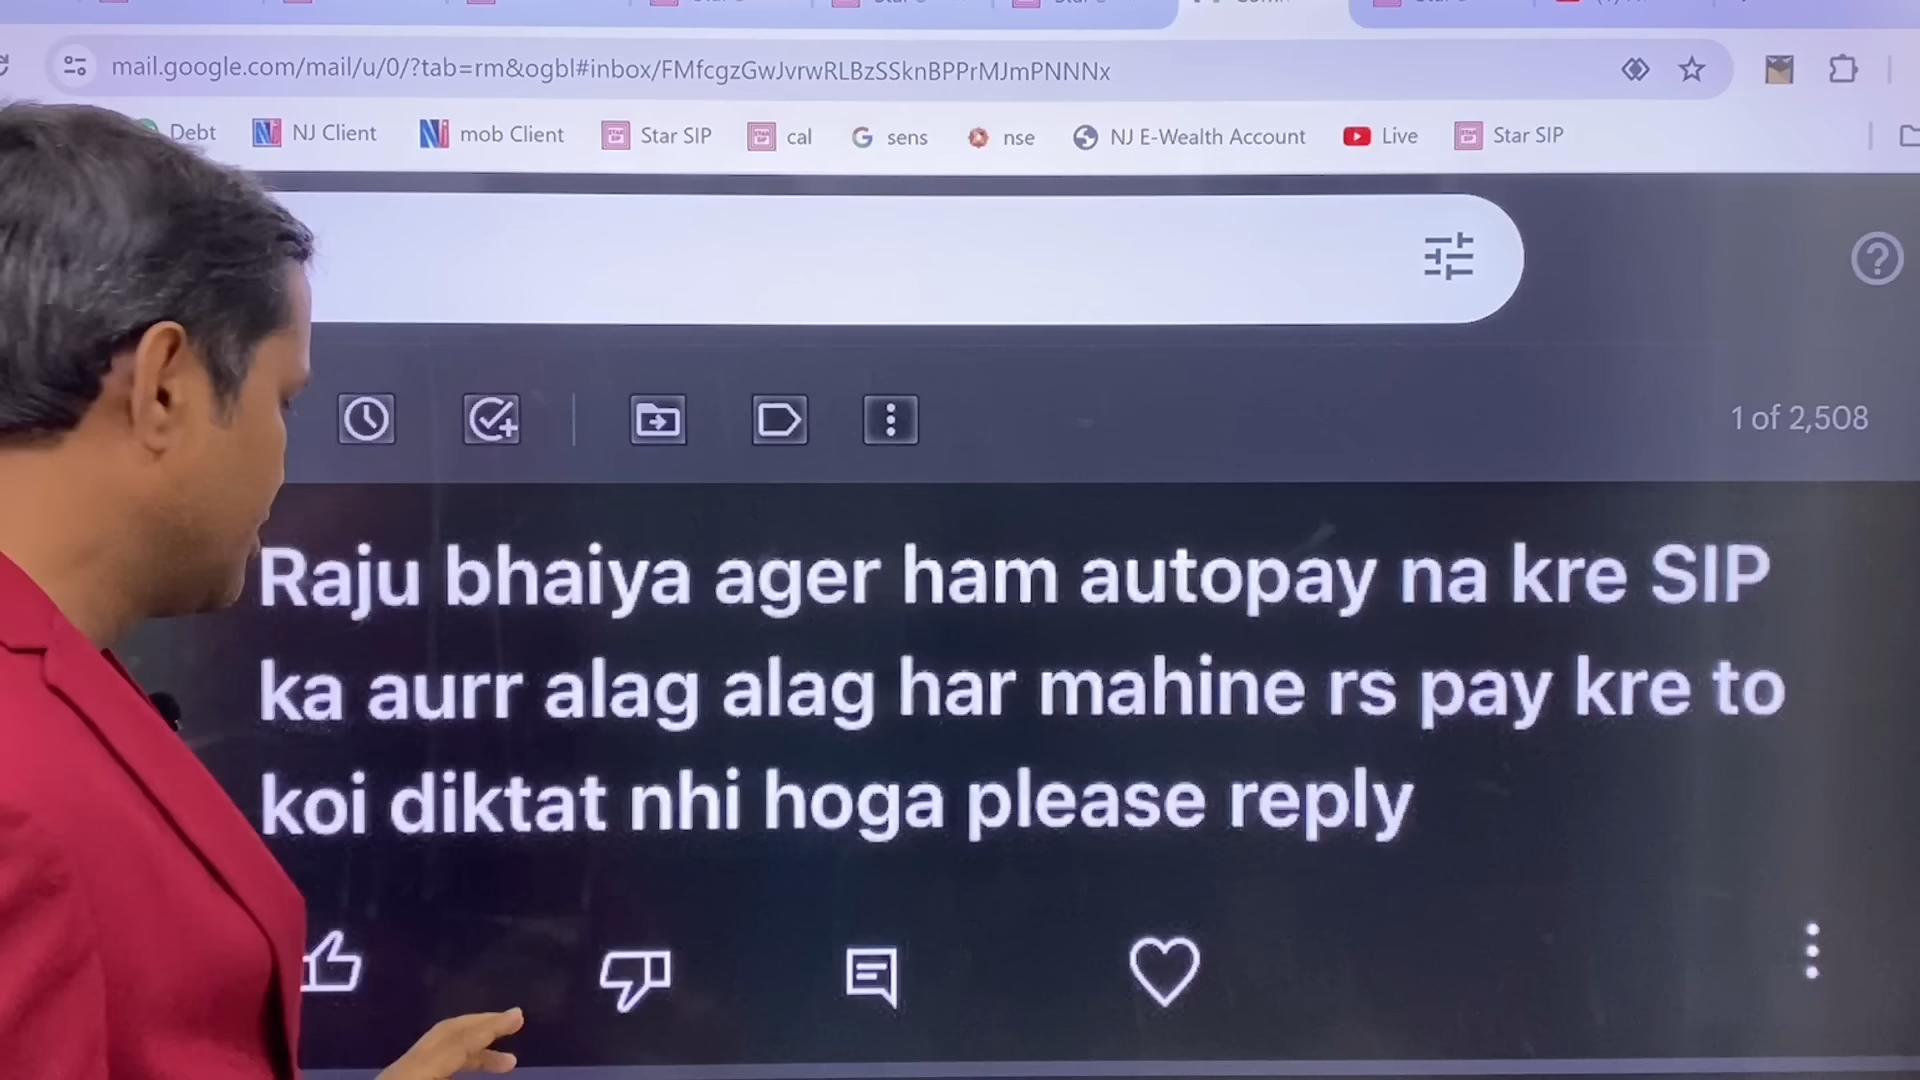 mail.google.com/mail/u/0/?tab=rm&ogbl#inbox/FMfcgzGwJvrwRLBzSSknBPPrMJmPNNNx
Debt NJ Client mob Client Star SIP cal sens nse NJ E-Wealth Account Live Star SIP
1 of 2,508
Raju bhaiya ager ham autopay na kre SIP
ka aurr alag alag har mahine rs pay kre to
koi diktat nhi hoga please reply